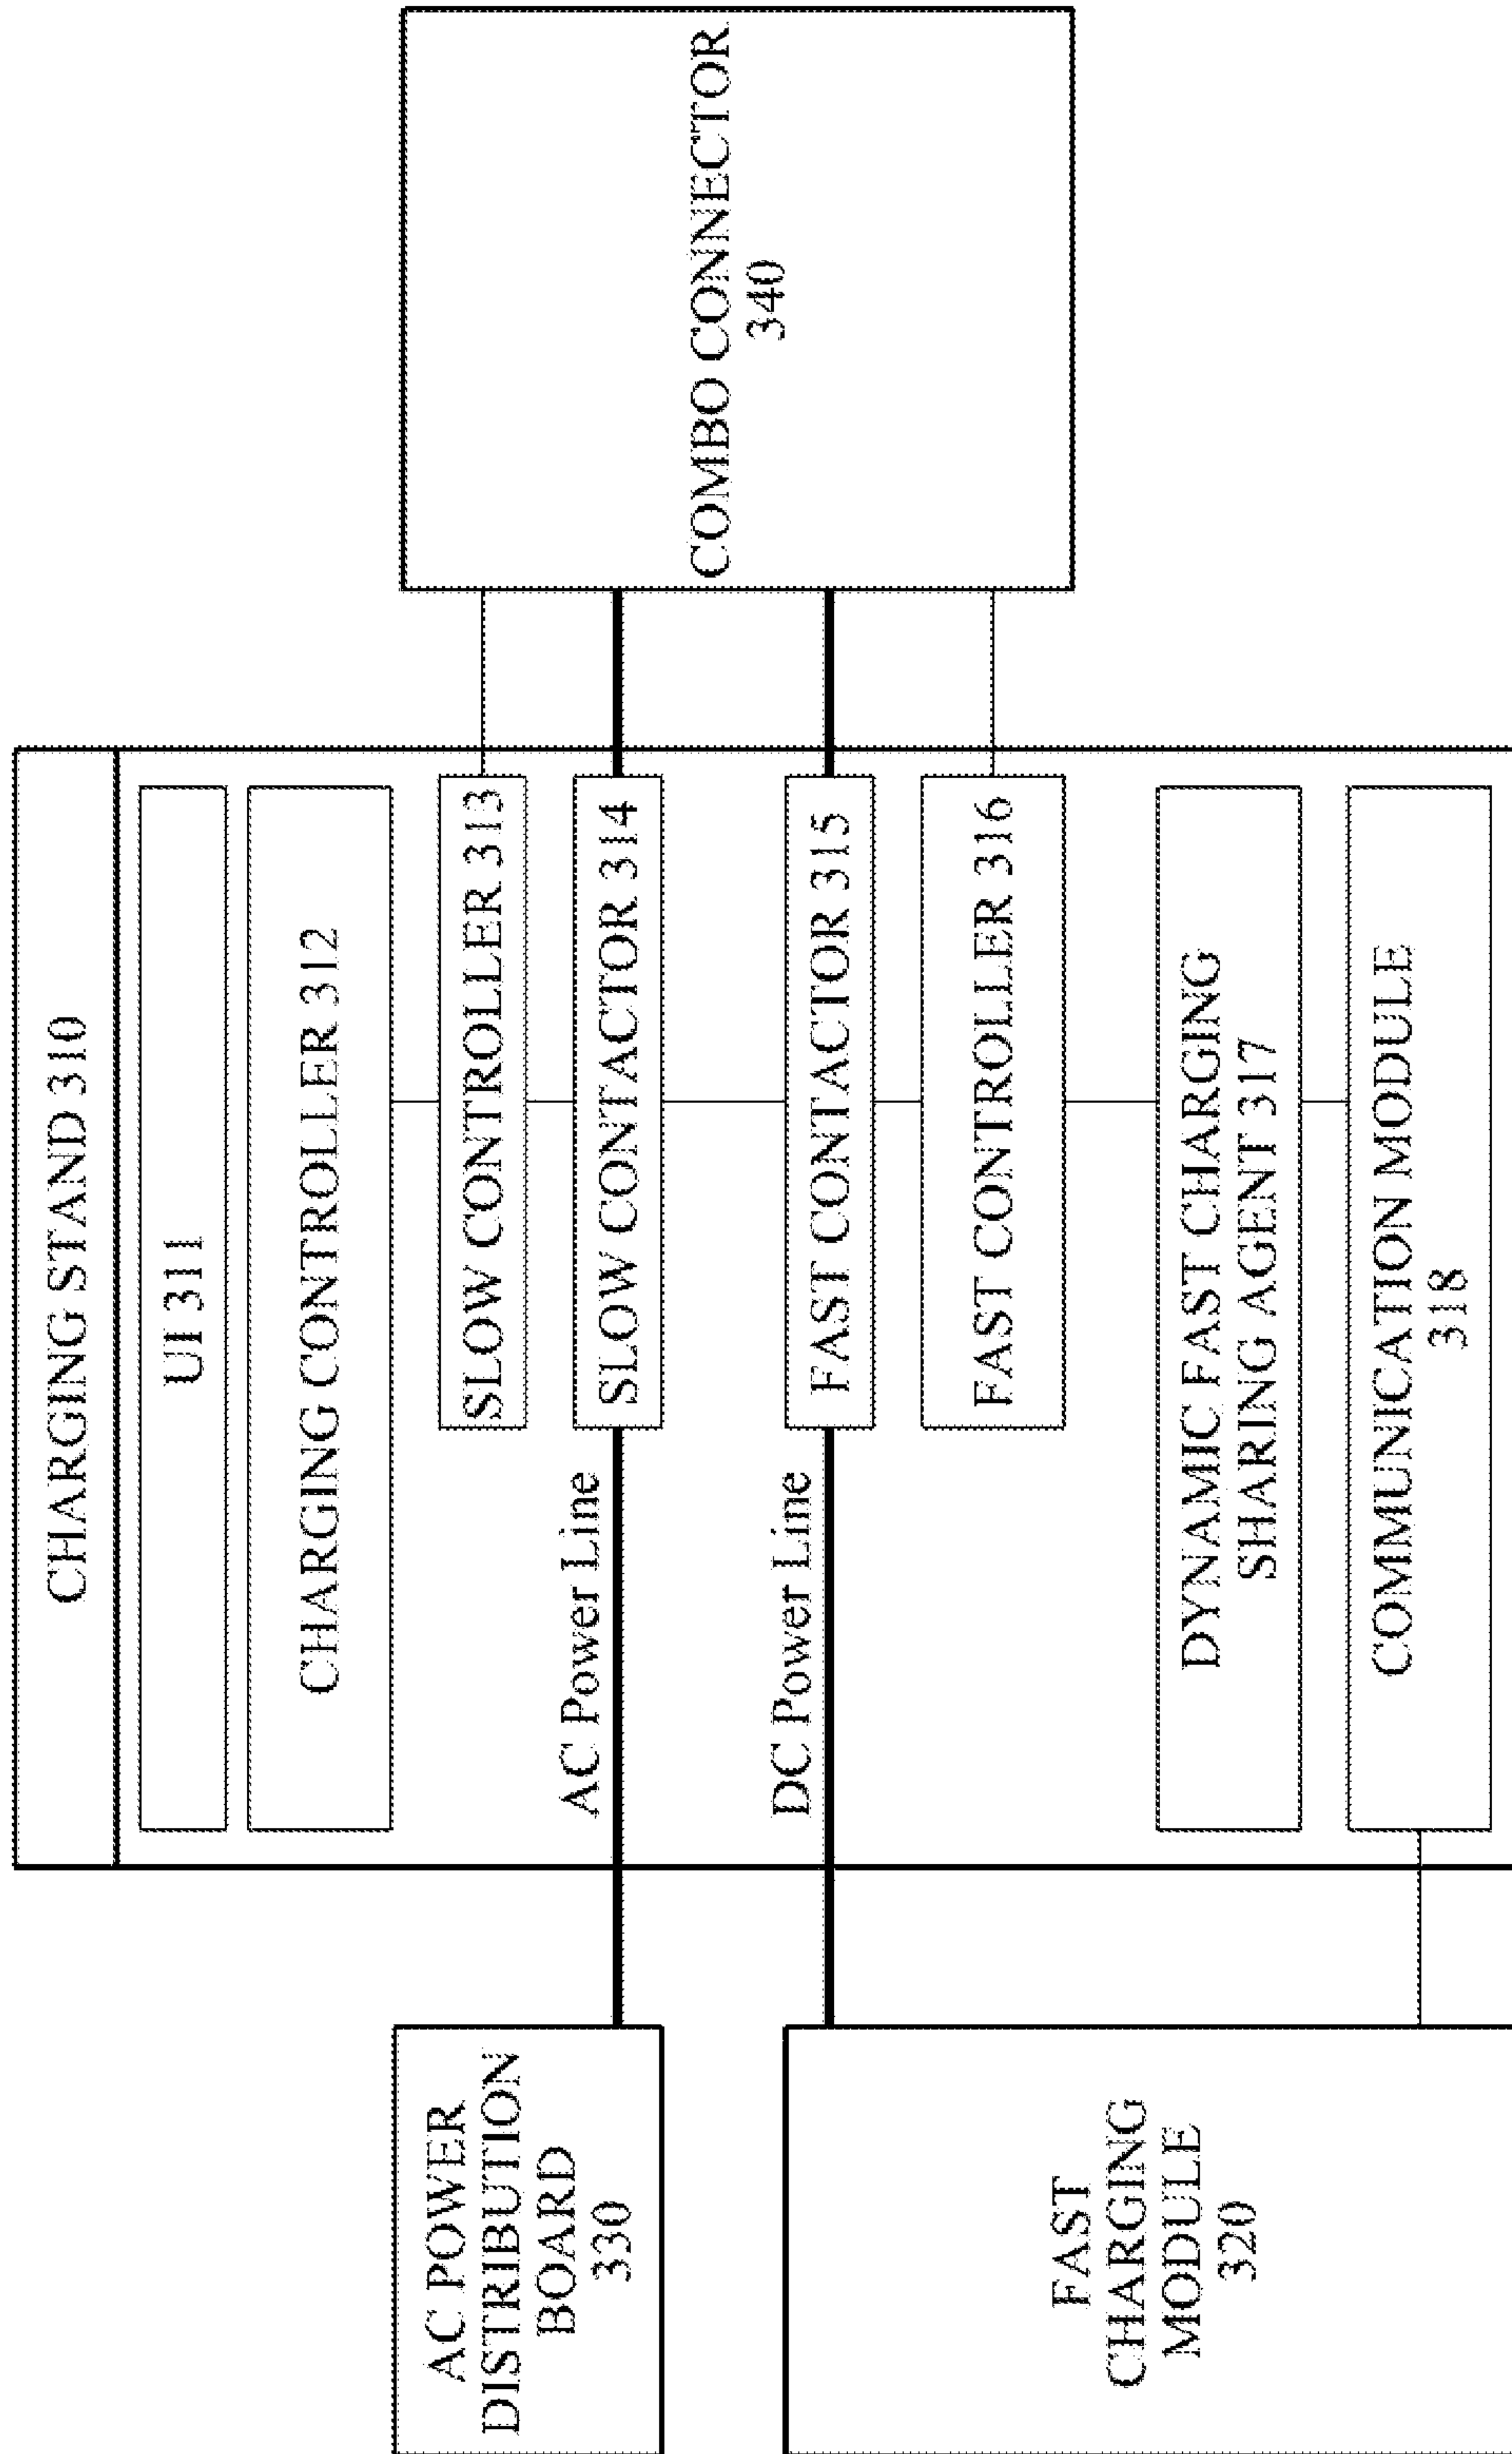 AC POWER
DISTRIBUTION
BOARD
330
FAST
CHARGING
MODULE
320
CHARGING STAND 310
UI 311
CHARGING CONTROLLER 312
SLOW CONTROLLER 313
AC Power Line
SLOW CONTACTOR 314
DC Power Line
FAST CONTACTOR 315
FAST CONTROLLER 316
DYNAMIC FAST CHARGING
SHARING AGENT 317
COMMUNICATION MODULE
318
COMBO CONNECTOR
340